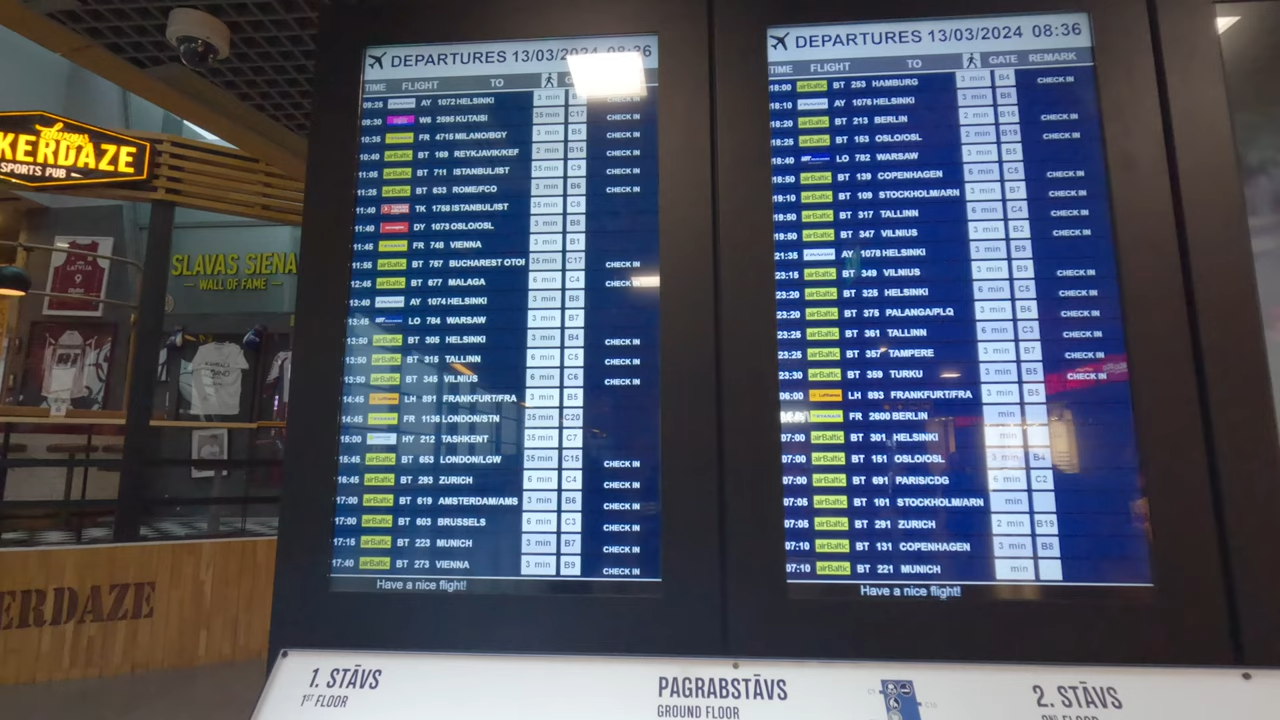 always
KERDAZE
SPORTS PUB
LATVIJA
9
SLAVAS SIENA
WALL OF FAME
ERDAZE
DEPARTURES 13/03/2024 08:36
TIME FLIGHT TO
09:25 AY 1072 HELSINKI 3 min CHECK IN
09:30 W6 2596 KUTAISI 35 min C17 CHECK IN
10:35 FR 4715 MILANO/BGY 3 min B5 CHECK IN
10:40 airBaltic BT 169 REYKJAVIK/KEF 2 min B16 CHECK IN
11:05 airBaltic BT 711 ISTANBUL/IST 35 min C9 CHECK IN
11:25 airBaltic BT 633 ROME/FCO 3 min B6 CHECK IN
11:40 TK 1758 ISTANBUL/IST 35 min C8
11:40 DY 1073 OSLO/OSL 3 min B8
11:45 FR 748 VIENNA 3 min B1
11:55 airBaltic BT 757 BUCHAREST OTOI 35 min C17 CHECK IN
12:45 airBaltic BT 677 MALAGA 6 min C4 CHECK IN
13:40 AY 1074 HELSINKI 3 min B8
13:45 LO 784 WARSAW 3 min B7
13:50 airBaltic BT 305 HELSINKI 3 min B4 CHECK IN
13:50 airBaltic BT 315 TALLINN 6 min C5 CHECK IN
13:50 airBaltic BT 345 VILNIUS 6 min C6 CHECK IN
14:45 Lufthansa LH 891 FRANKFURT/FRA 3 min B5
14:45 FR 1136 LONDON/STN 35 min C20
15:00 HY 212 TASHKENT 35 min C7
15:45 airBaltic BT 653 LONDON/LGW 35 min C15 CHECK IN
16:45 airBaltic BT 293 ZURICH 6 min C4 CHECK IN
17:00 airBaltic BT 619 AMSTERDAM/AMS 3 min B6 CHECK IN
17:00 airBaltic BT 603 BRUSSELS 6 min C3 CHECK IN
17:15 airBaltic BT 223 MUNICH 3 min B7 CHECK IN
17:40 airBaltic BT 273 VIENNA 3 min B9 CHECK IN
Have a nice flight!
DEPARTURES 13/03/2024 08:36
TIME FLIGHT TO GATE REMARK
18:00 airBaltic BT 253 HAMBURG 3 min B4 CHECK IN
18:10 AY 1076 HELSINKI 3 min B8
18:20 airBaltic BT 213 BERLIN 2 min B16 CHECK IN
18:25 airBaltic BT 153 OSLO/OSL 2 min B19 CHECK IN
18:40 LO 782 WARSAW 3 min B5
18:50 airBaltic BT 139 COPENHAGEN 6 min C5 CHECK IN
19:10 airBaltic BT 109 STOCKHOLM/ARN 3 min B7 CHECK IN
19:50 airBaltic BT 317 TALLINN 6 min C4 CHECK IN
19:50 airBaltic BT 347 VILNIUS 3 min B2 CHECK IN
21:35 AY 1078 HELSINKI 3 min B9
23:15 airBaltic BT 349 VILNIUS 3 min B9 CHECK IN
23:20 airBaltic BT 325 HELSINKI 6 min C5 CHECK IN
23:20 airBaltic BT 375 PALANGA/PLQ 3 min B6 CHECK IN
23:25 airBaltic BT 361 TALLINN 6 min C3 CHECK IN
23:25 airBaltic BT 357 TAMPERE 3 min B7 CHECK IN
23:30 airBaltic BT 359 TURKU 3 min B5 CHECK IN
06:00 Lufthansa LH 893 FRANKFURT/FRA 3 min B5
FR 2600 BERLIN min
07:00 airBaltic BT 301 HELSINKI min
07:00 airBaltic BT 151 OSLO/OSL 3 min B4
07:00 airBaltic BT 691 PARIS/CDG 6 min C2
07:05 airBaltic BT 101 STOCKHOLM/ARN min
07:05 airBaltic BT 291 ZURICH 2 min B19
07:10 airBaltic BT 131 COPENHAGEN 3 min B8
07:10 airBaltic BT 221 MUNICH min
Have a nice flight!
1. STĀVS
1ST FLOOR
PAGRABSTĀVS
GROUND FLOOR
2. STĀVS